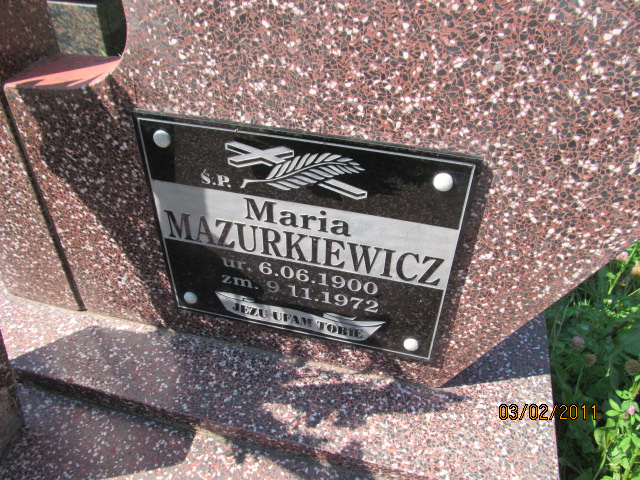 Ś.P.
Maria
MAZURKIEWICZ
ur. 6.06.1900
zm. 9.11.1972
JEZU UFAM TOBIE
03/02/2011